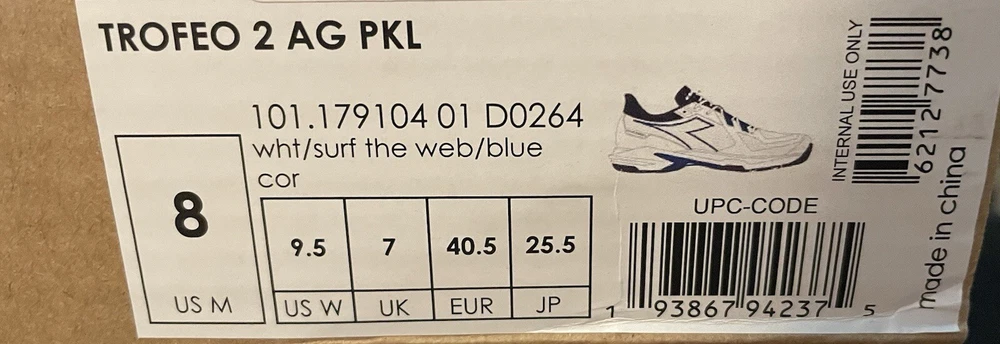 TROFEO 2 AG PKL
101.179104 01 D0264
wht/surf the web/blue
cor
8
US M
9.5 7 40.5 25.5
US W UK EUR JP
UPC-CODE
1 93867 94237 5
INTERNAL USE ONLY
621217738
made in china